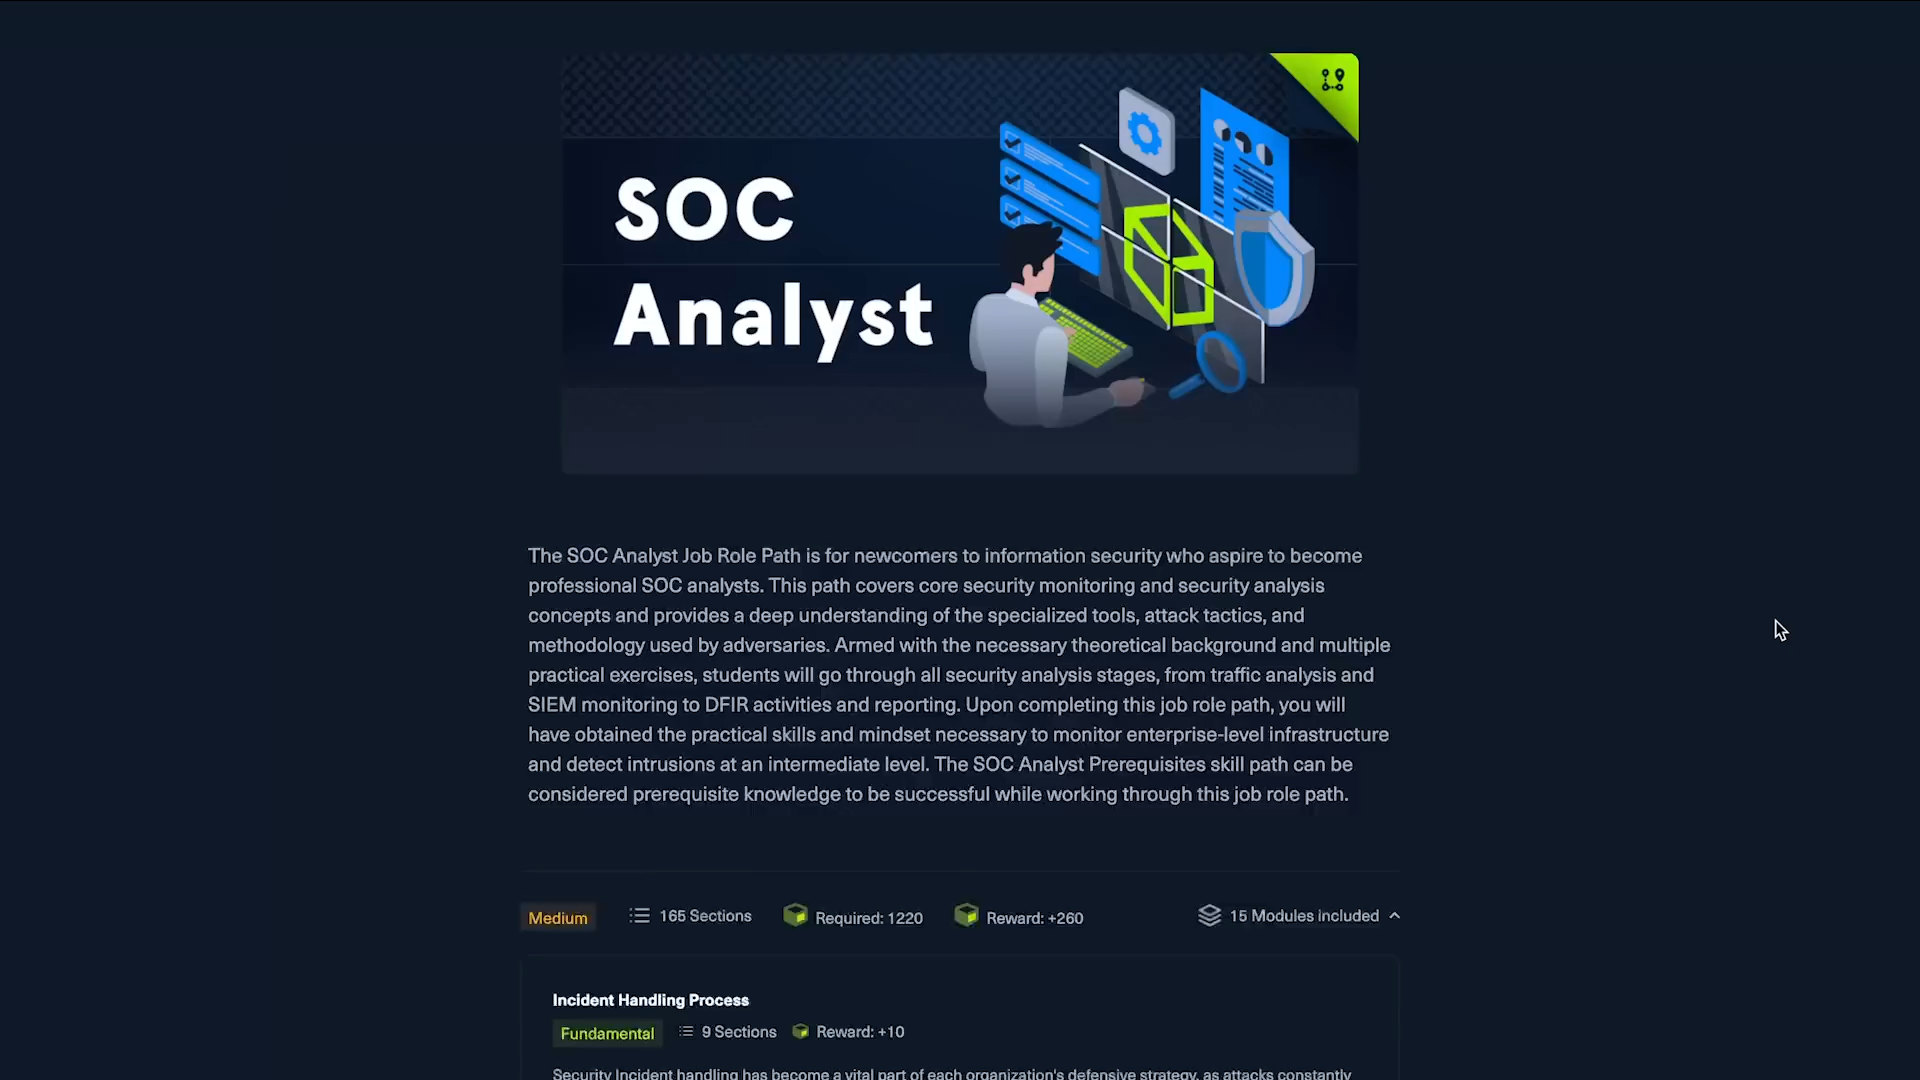 SOC
Analyst
The SOC Analyst Job Role Path is for newcomers to information security who aspire to become
professional SOC analysts. This path covers core security monitoring and security analysis
concepts and provides a deep understanding of the specialized tools, attack tactics, and
methodology used by adversaries. Armed with the necessary theoretical background and multiple
practical exercises, students will go through all security analysis stages, from traffic analysis and
SIEM monitoring to DFIR activities and reporting. Upon completing this job role path, you will
have obtained the practical skills and mindset necessary to monitor enterprise-level infrastructure
and detect intrusions at an intermediate level. The SOC Analyst Prerequisites skill path can be
considered prerequisite knowledge to be successful while working through this job role path.
Medium 165 Sections Required: 1220 Reward: +260 15 Modules included
Incident Handling Process
Fundamental 9 Sections Reward: +10
Security Incident handling has become a vital part of each organization's defensive strategy, as attacks constantly